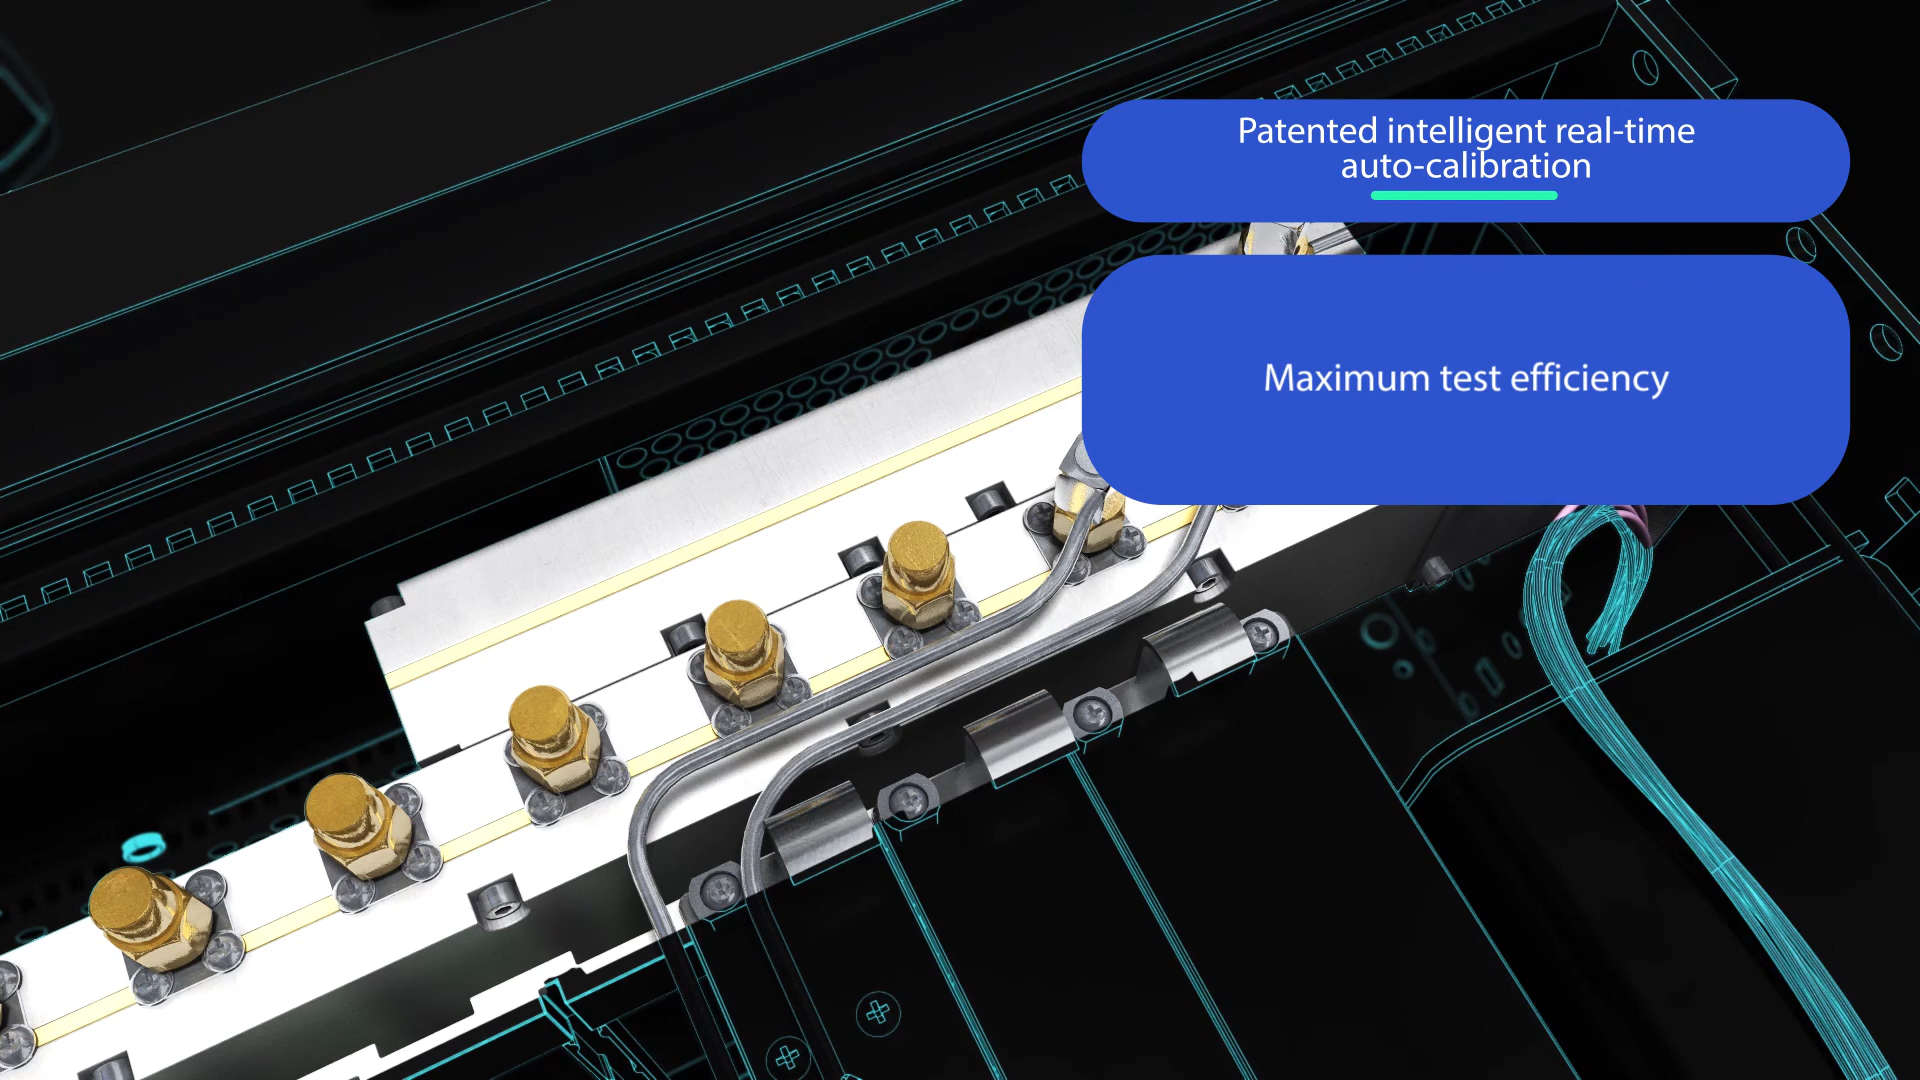 Patented intelligent real-time
auto-calibration
Maximum test efficiency